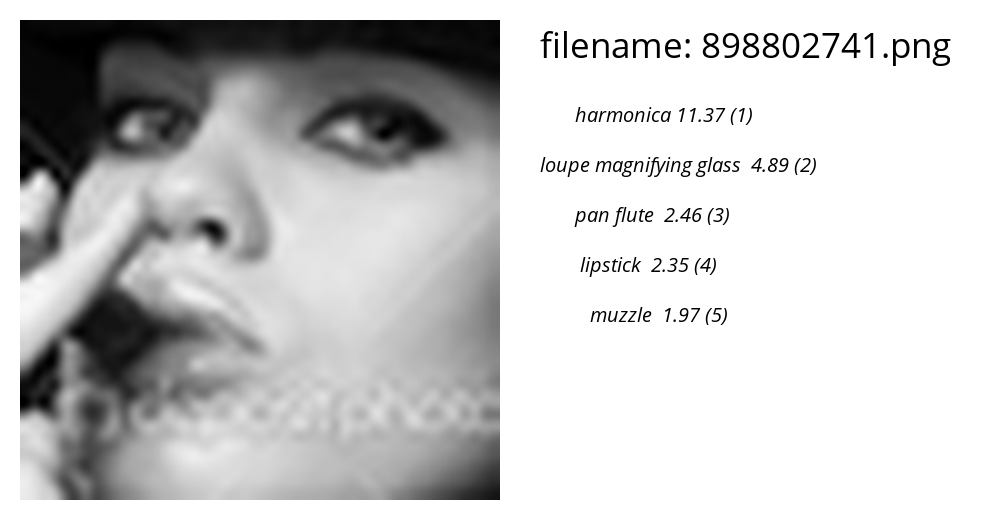 filename: 898802741.png
harmonica 11.37 (1)
loupe magnifying glass 4.89 (2)
pan flute 2.46 (3)
lipstick 2.35 (4)
muzzle 1.97 (5)